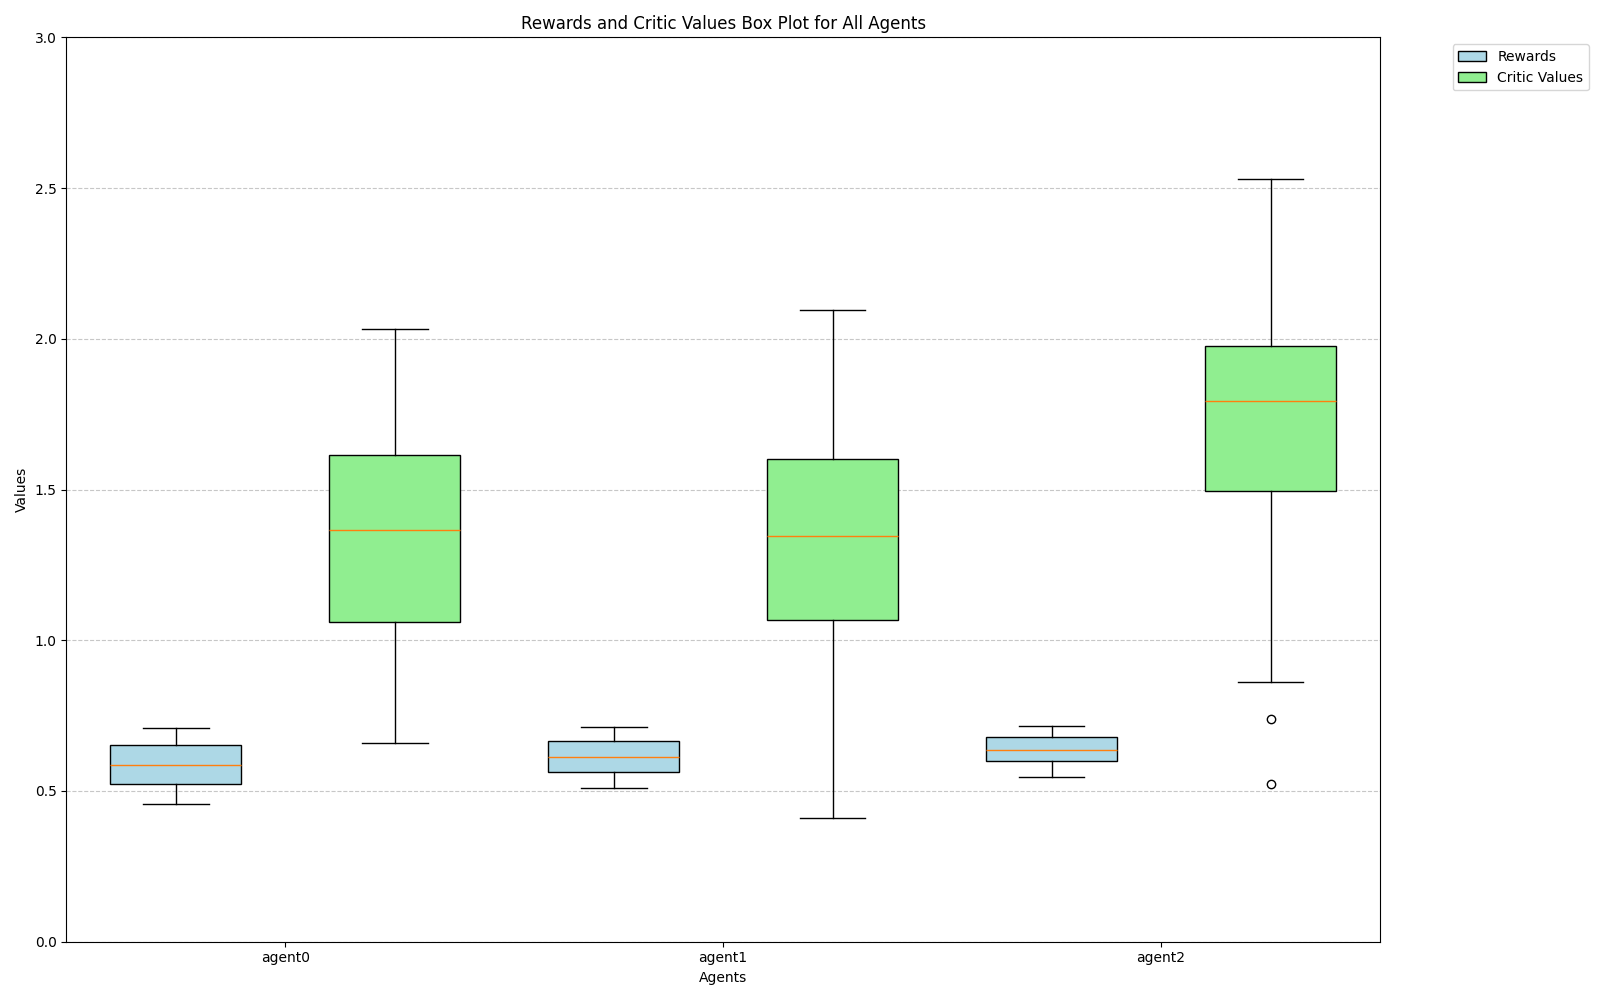 Rewards and Critic Values Box Plot for All Agents
Rewards
Critic Values
Values
3.0
2.5
2.0
1.5
1.0
0.5
0.0
agent0
agent1
agent2
Agents